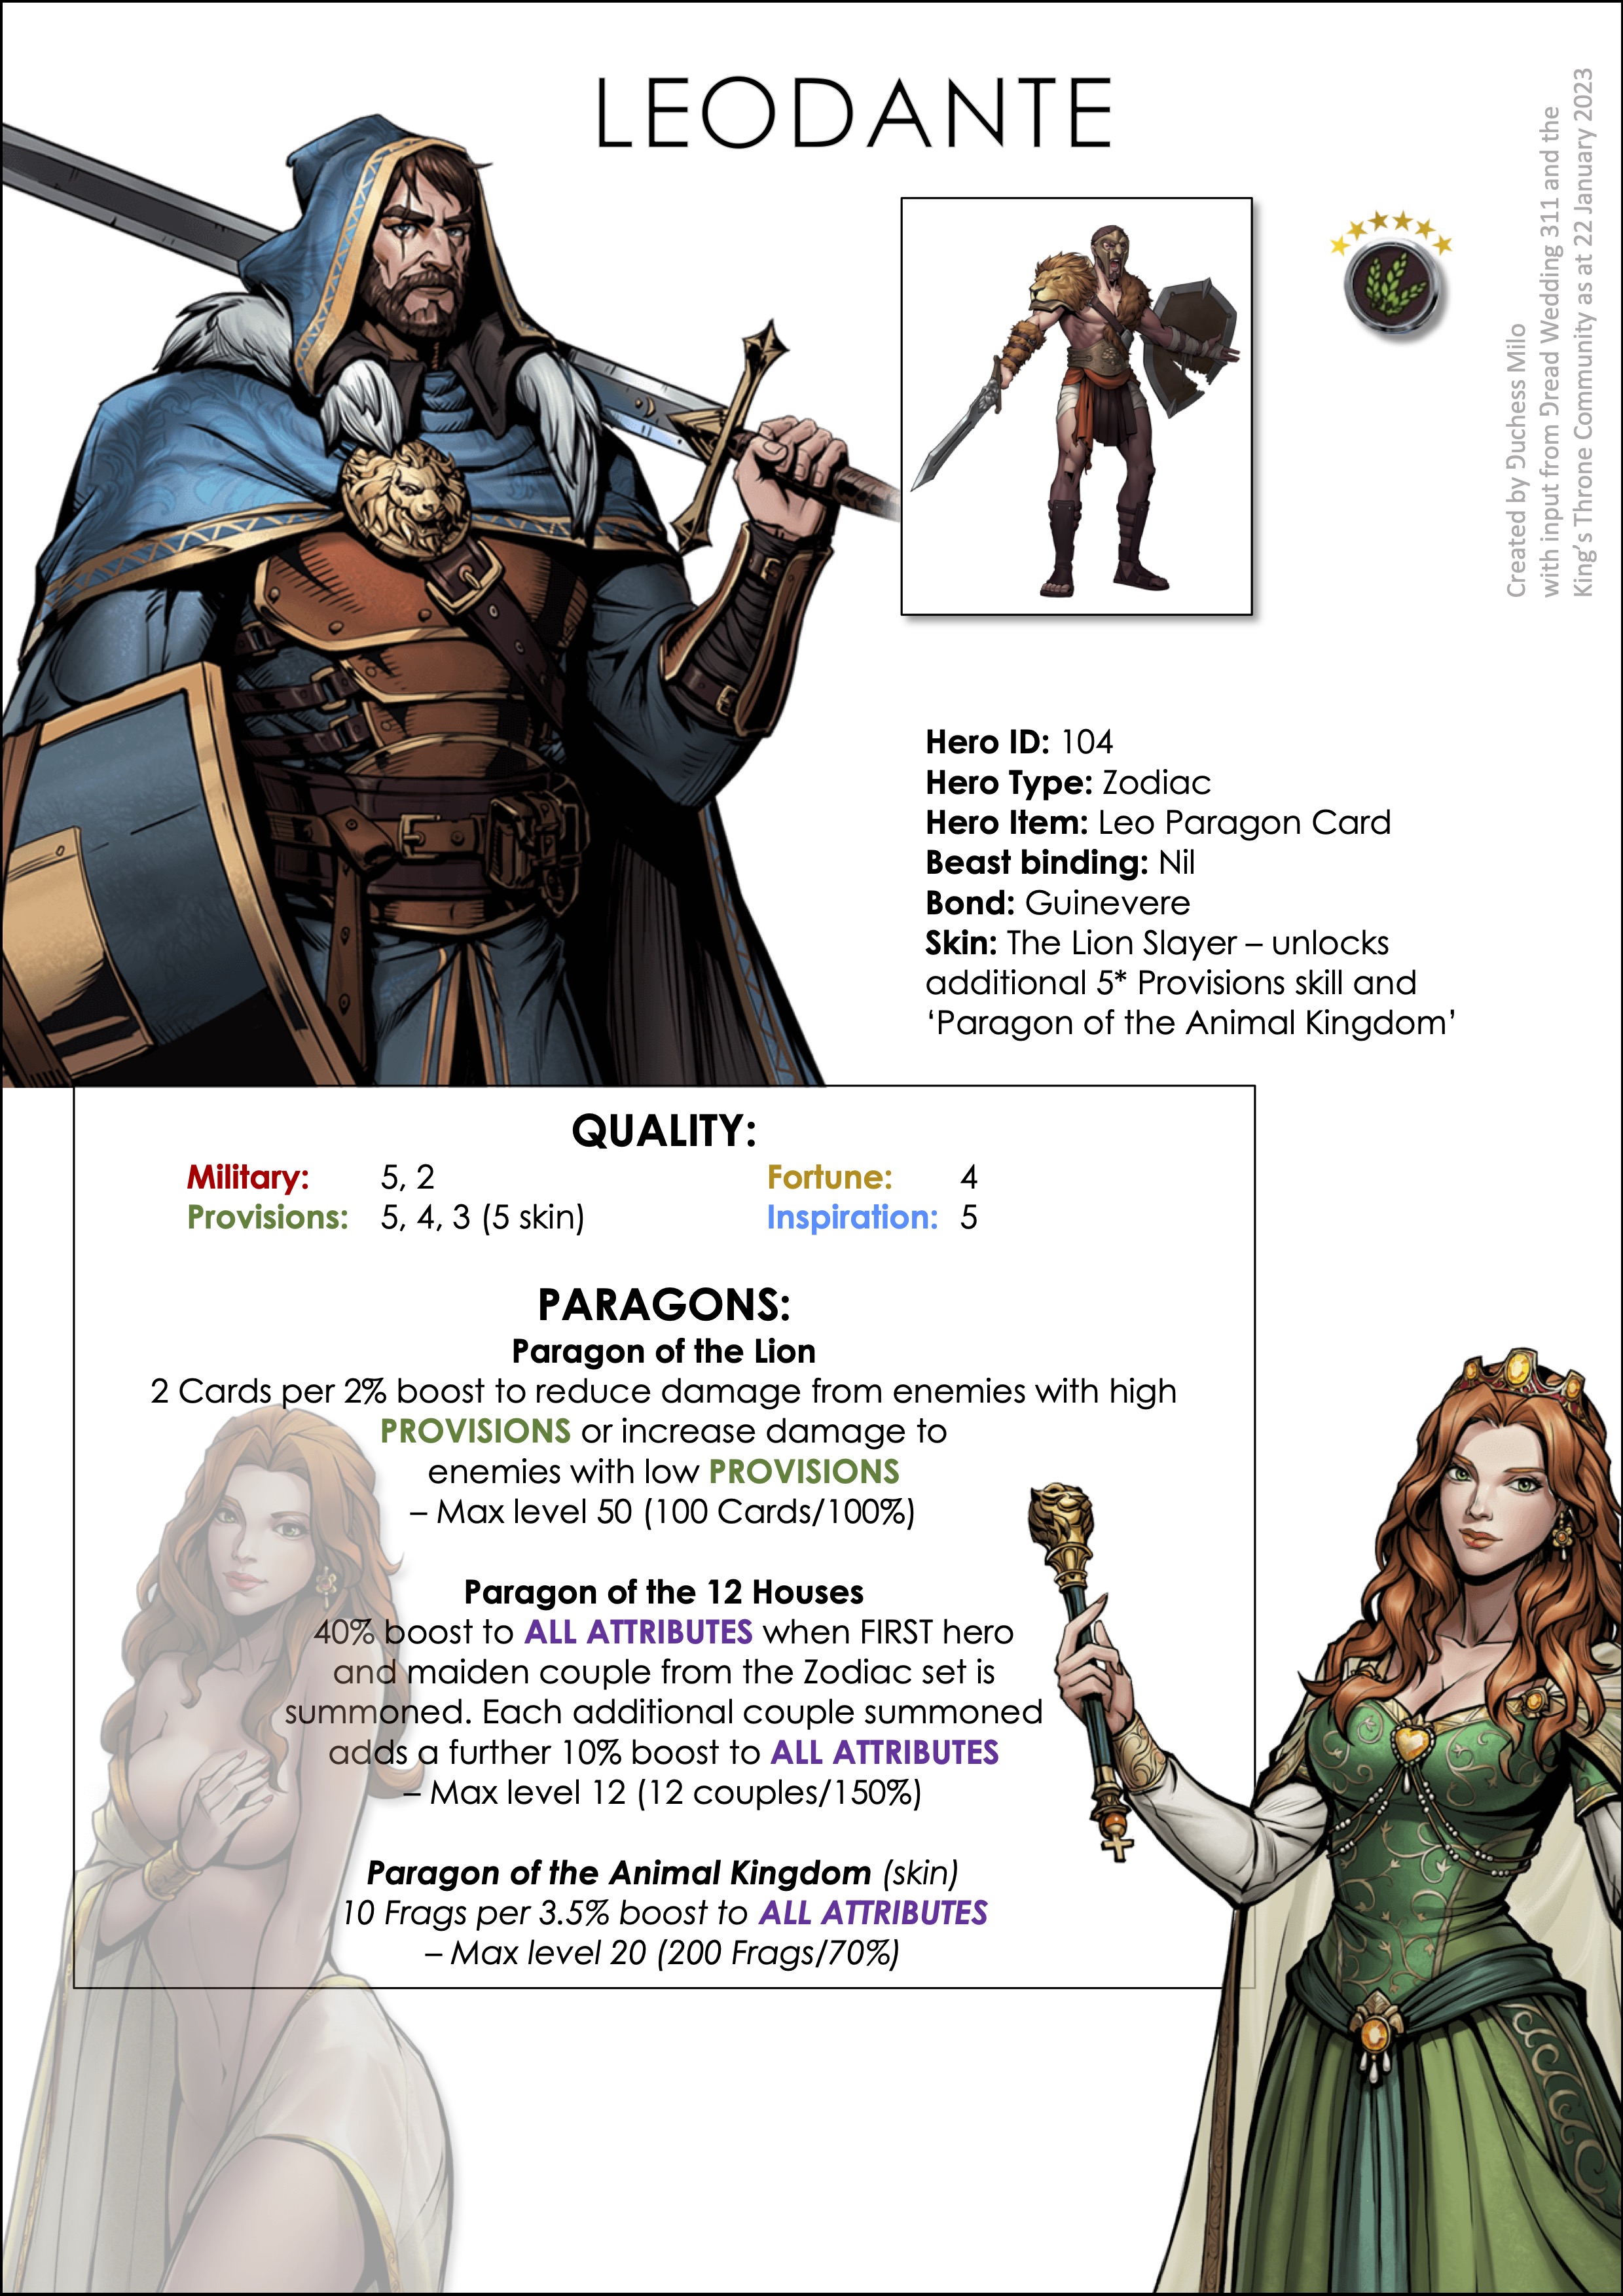 LEODANTE
Created by Duchess Milo
with input from Dread Wedding 311 and the
King's Throne Community as at 22 January 2023
Hero ID: 104
Hero Type: Zodiac
Hero Item: Leo Paragon Card
Beast binding: Nil
Bond: Guinevere
Skin: The Lion Slayer – unlocks
additional 5* Provisions skill and
‘Paragon of the Animal Kingdom’
QUALITY:
Military: 5, 2 Fortune: 4
Provisions: 5, 4, 3 (5 skin) Inspiration: 5
PARAGONS:
Paragon of the Lion
2 Cards per 2% boost to reduce damage from enemies with high
PROVISIONS or increase damage to
enemies with low PROVISIONS
– Max level 50 (100 Cards/100%)
Paragon of the 12 Houses
40% boost to ALL ATTRIBUTES when FIRST hero
and maiden couple from the Zodiac set is
summoned. Each additional couple summoned
adds a further 10% boost to ALL ATTRIBUTES
– Max level 12 (12 couples/150%)
Paragon of the Animal Kingdom (skin)
10 Frags per 3.5% boost to ALL ATTRIBUTES
– Max level 20 (200 Frags/70%)